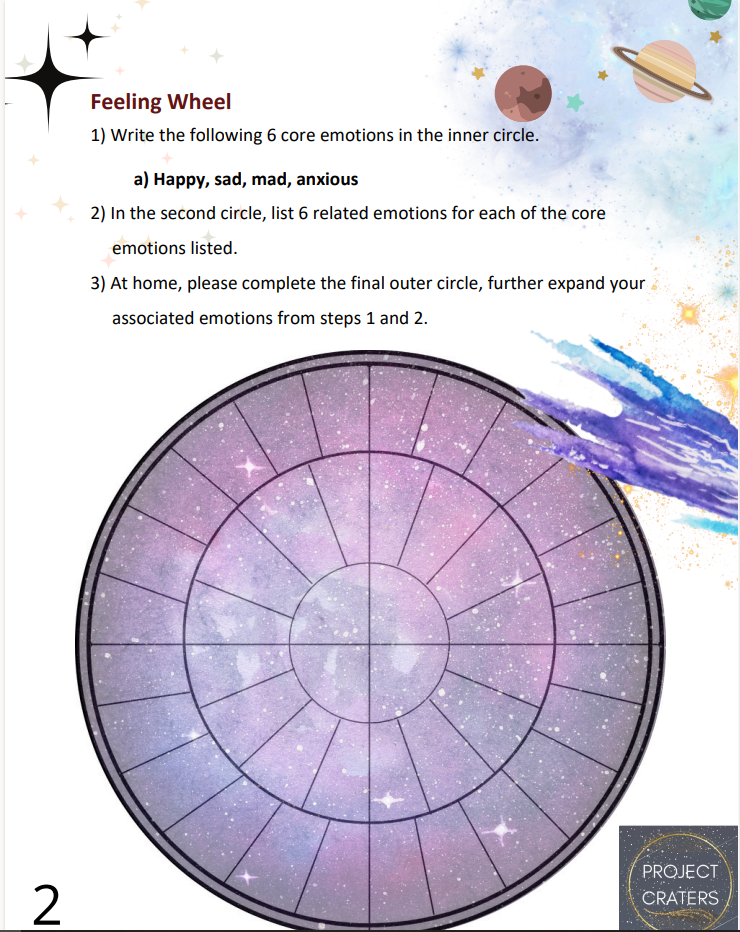 Feeling Wheel
1) Write the following 6 core emotions in the inner circle.
a) Happy, sad, mad, anxious
2) In the second circle, list 6 related emotions for each of the core
emotions listed.
3) At home, please complete the final outer circle, further expand your
associated emotions from steps 1 and 2.
PROJECT
CRATERS
2